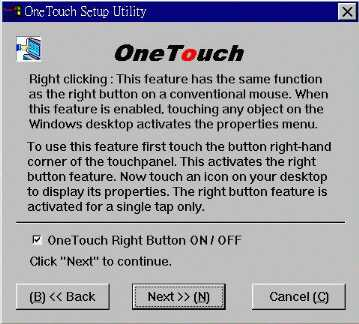 OneTouch Setup Utility
OneTouch
Right clicking : This feature has the same function
as the right button on a conventional mouse. When
this feature is enabled, touching any object on the
Windows desktop activates the properties menu.
To use this feature first touch the button right-hand
corner of the touchpanel. This activates the right
button feature. Now touch an icon on your desktop
to display its properties. The right button feature is
activated for a single tap only.
OneTouch Right Button ON / OFF
Click "Next" to continue.
(B) << Back
Next >> (N)
Cancel (C)